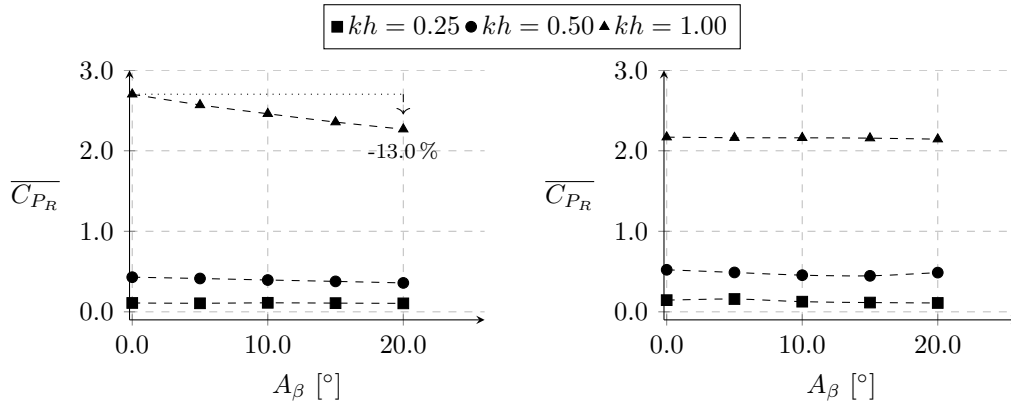 kh = 0.25 kh = 0.50 kh = 1.00
3.0
2.0
1.0
0.0
0.0 10.0 20.0
-13.0 %
$\overline{C_{P_R}}$
A_β [°]
3.0
2.0
1.0
0.0
0.0 10.0 20.0
$\overline{C_{P_R}}$
A_β [°]